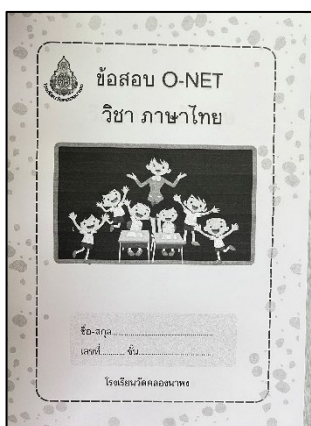 ข้อสอบ O-NET
วิชา ภาษาไทย
ชื่อ-สกุล....................................................
เลขที่............ ชั้น......................................
โรงเรียนวัดคลองนาพง